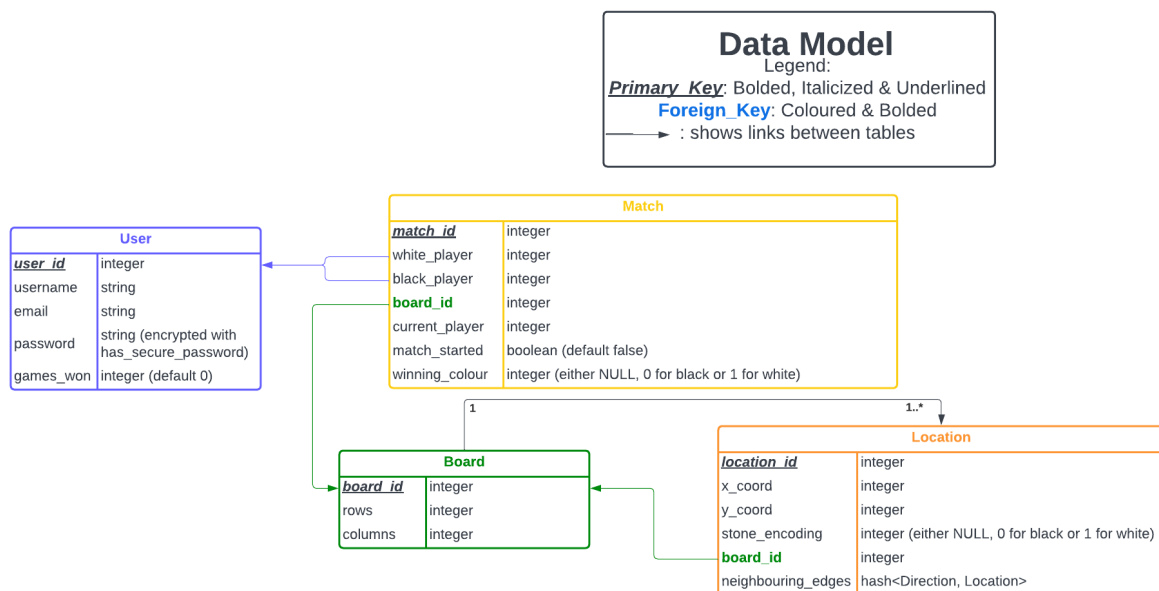 Data Model
Legend:
Primary_Key: Bolded, Italicized & Underlined
Foreign_Key: Coloured & Bolded
: shows links between tables
Match
match_id integer
white_player integer
black_player integer
board_id integer
current_player integer
match_started boolean (default false)
winning_colour integer (either NULL, 0 for black or 1 for white)
User
user_id integer
username string
email string
password string (encrypted with
has_secure_password)
games_won integer (default 0)
1
1..*
Board
board_id integer
rows integer
columns integer
Location
location_id integer
x_coord integer
y_coord integer
stone_encoding integer (either NULL, 0 for black or 1 for white)
board_id integer
neighbouring_edges hash<Direction, Location>